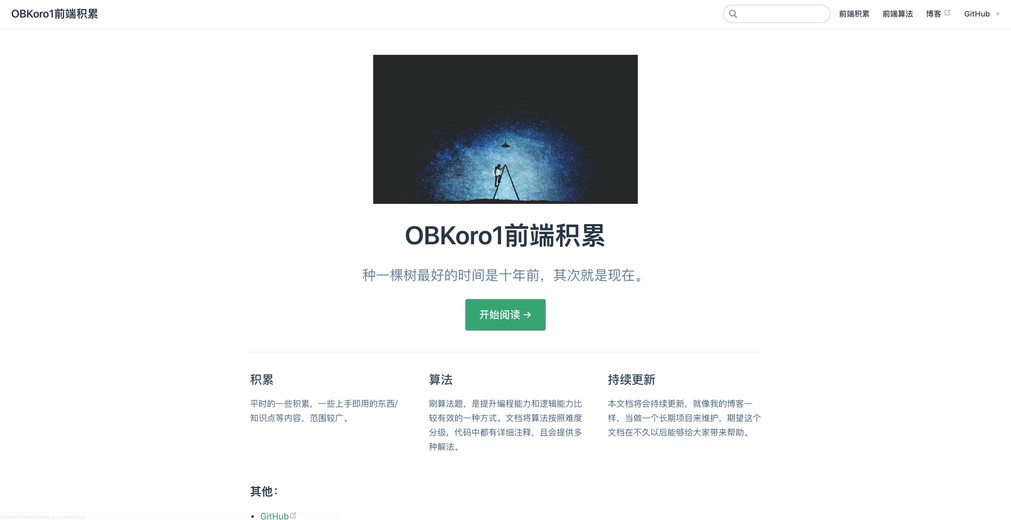 OBKoro1前端积累
前端积累 前端算法 博客 GitHub
OBKoro1前端积累
种一棵树最好的时间是十年前，其次就是现在。
开始阅读 →
积累
平时的一些积累，一些上手即用的东西/
知识点等内容，范围较广。
算法
刷算法题，是提升编程能力和逻辑能力比
较有效的一种方式。文档将算法按照难度
分级，代码中都有详细注释，且会提供多
种解法。
持续更新
本文档将会持续更新，就像我的博客一
样，当做一个长期项目来维护，期望这个
文档在不久以后能够给大家带来帮助。
其他：
• GitHub